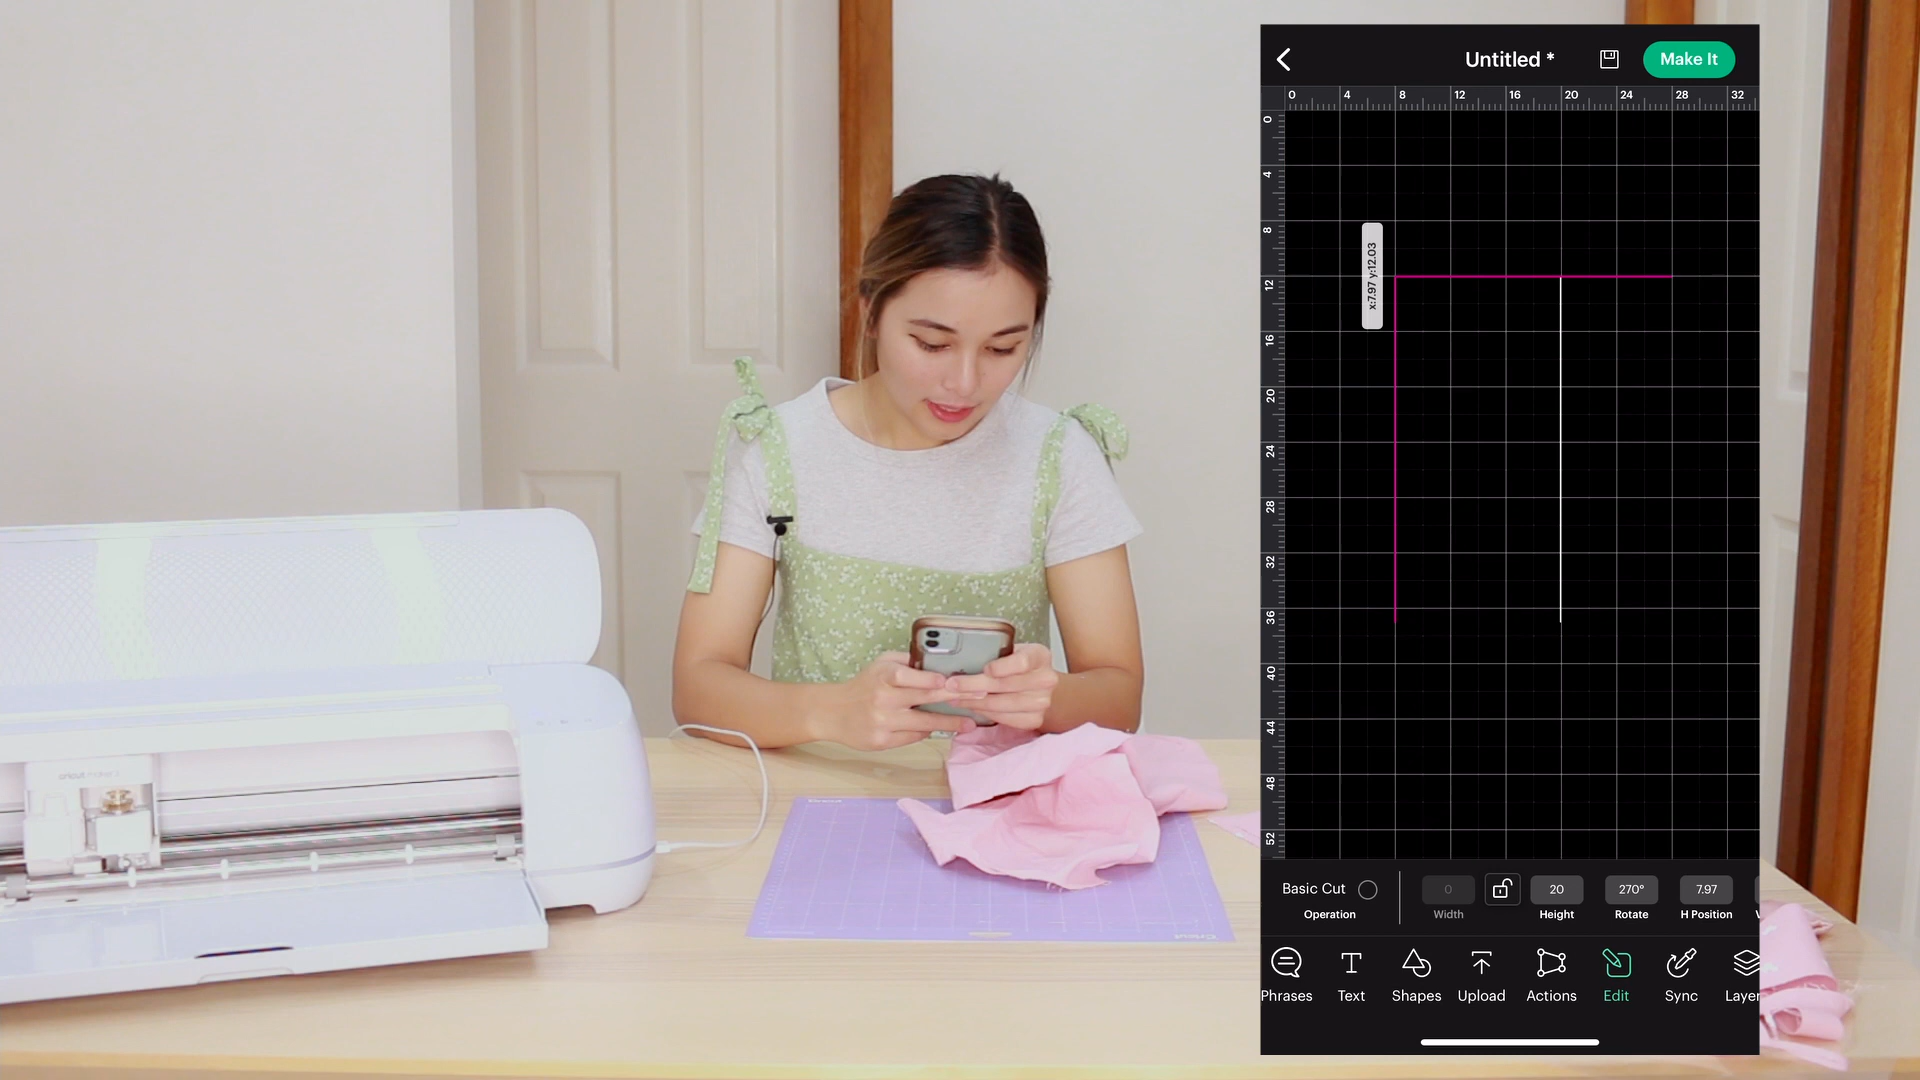 Untitled *
Make It
0 4 8 12 16 20 24 28 32
0
4
8
12
16
20
24
28
32
36
40
44
48
52
x:7.97 y:12.03
Basic Cut
Operation
0
Width
20
Height
270°
Rotate
7.97
H Position
Phrases
Text
Shapes
Upload
Actions
Edit
Sync
Layer
cricut
cricut